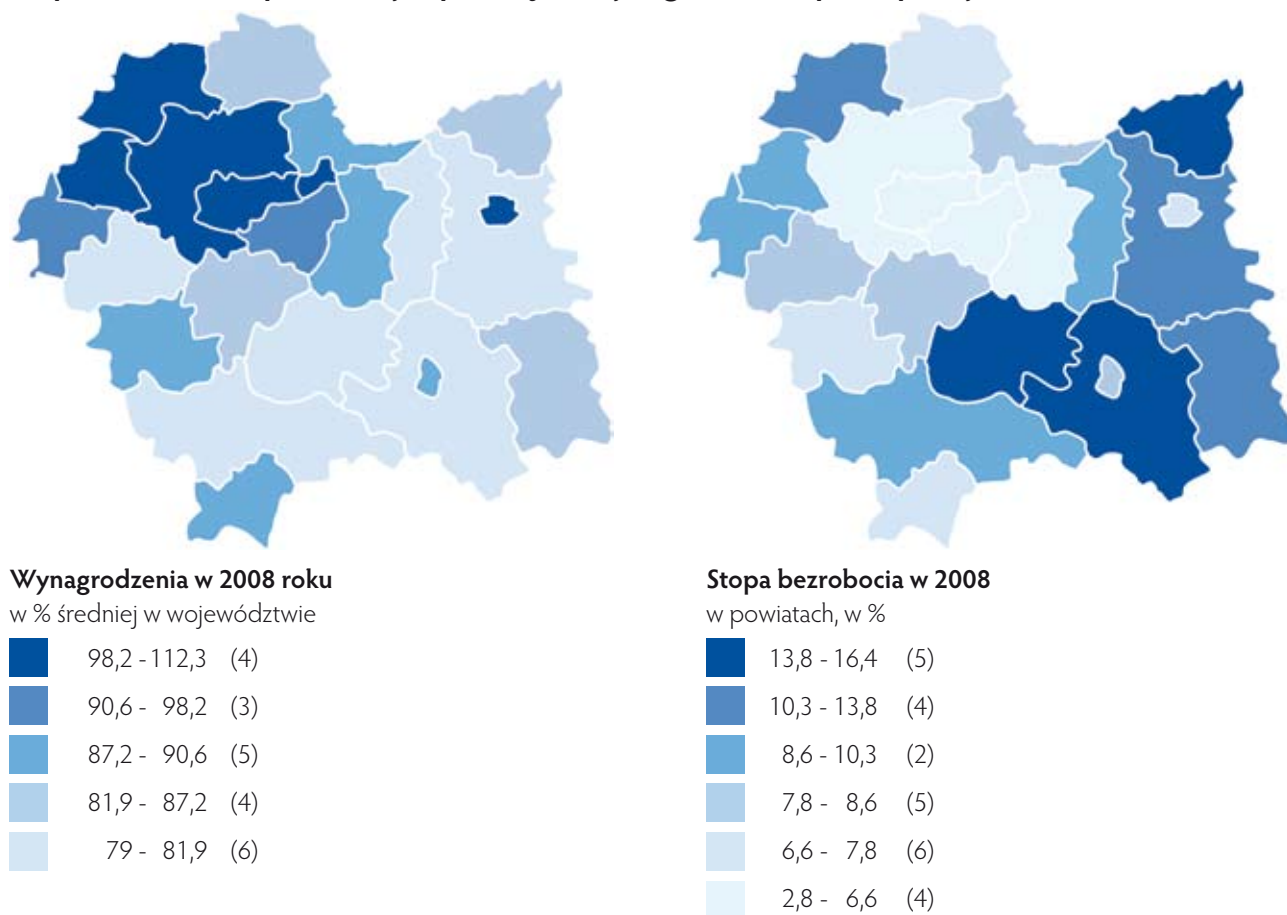 Wynagrodzenia w 2008 roku
w % średniej w województwie
98,2 - 112,3 (4)
90,6 - 98,2 (3)
87,2 - 90,6 (5)
81,9 - 87,2 (4)
79 - 81,9 (6)
Stopa bezrobocia w 2008
w powiatach, w %
13,8 - 16,4 (5)
10,3 - 13,8 (4)
8,6 - 10,3 (2)
7,8 - 8,6 (5)
6,6 - 7,8 (6)
2,8 - 6,6 (4)